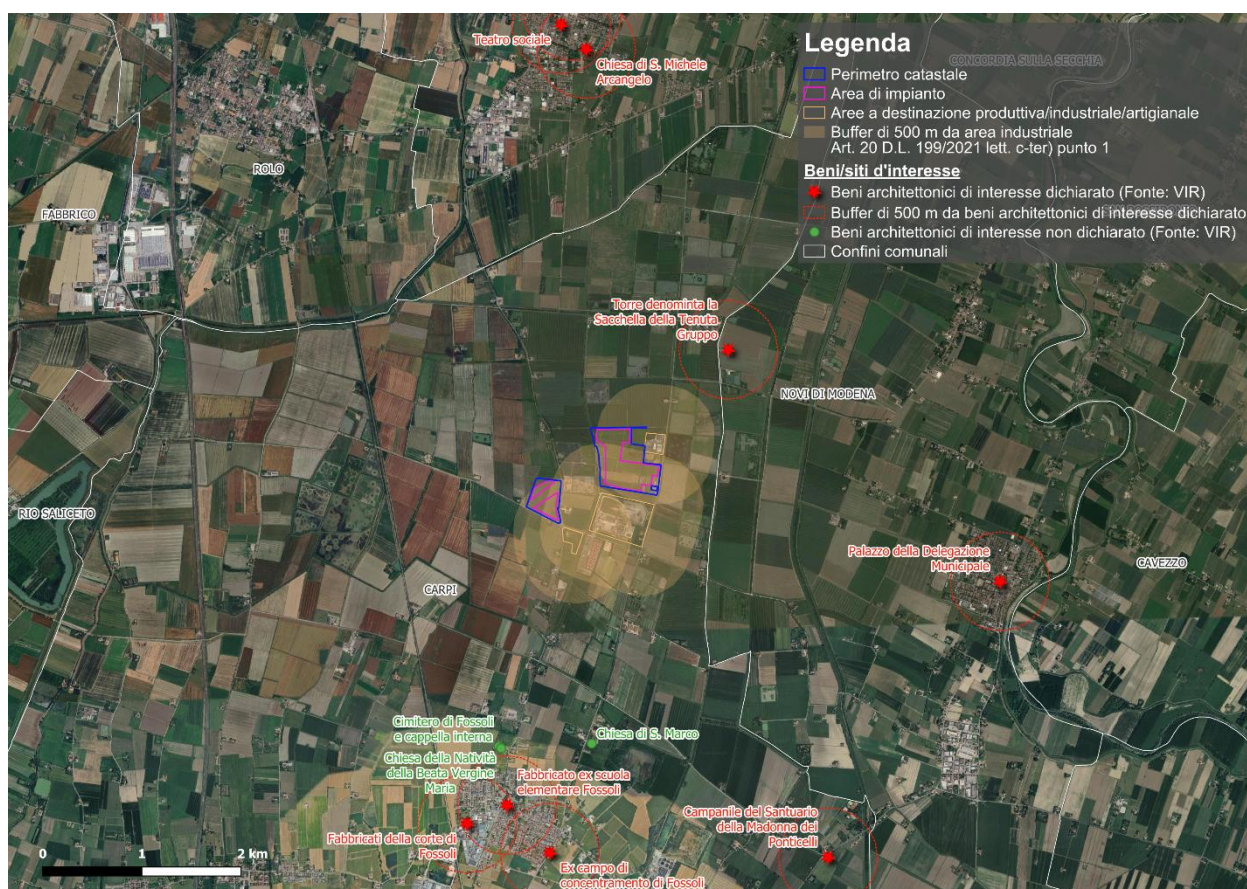 Teatro sociale
Chiesa di S. Michele
Arcangelo
Legenda
CONCORDIA SULLA SECCHIA
Perimetro catastale
Area di impianto
Aree a destinazione produttiva/industriale/artigianale
Buffer di 500 m da area industriale
Art. 20 D.L. 199/2021 lett. c-ter) punto 1
Beni/siti d'interesse
Beni architettonici di interesse dichiarato (Fonte: VIR)
Buffer di 500 m da beni architettonici di interesse dichiarato
Beni architettonici di interesse non dichiarato (Fonte: VIR)
Confini comunali
ROLO
FABBRICO
Torre denominta la
Sacchella della Tenuta
Gruppo
NOVI DI MODENA
RIO SALICETO
Palazzo della Delegazione
Municipale
CAVEZZO
CARPI
Cimitero di Fossoli
e cappella interna
Chiesa di S. Marco
Chiesa della Natività
della Beata Vergine
Maria
Fabbricato ex scuola
elementare Fossoli
Fabbricati della corte di
Fossoli
Campanile del Santuario
della Madonna dei
Ponticelli
Ex campo di
concentramento di Fossoli
0 1 2 km